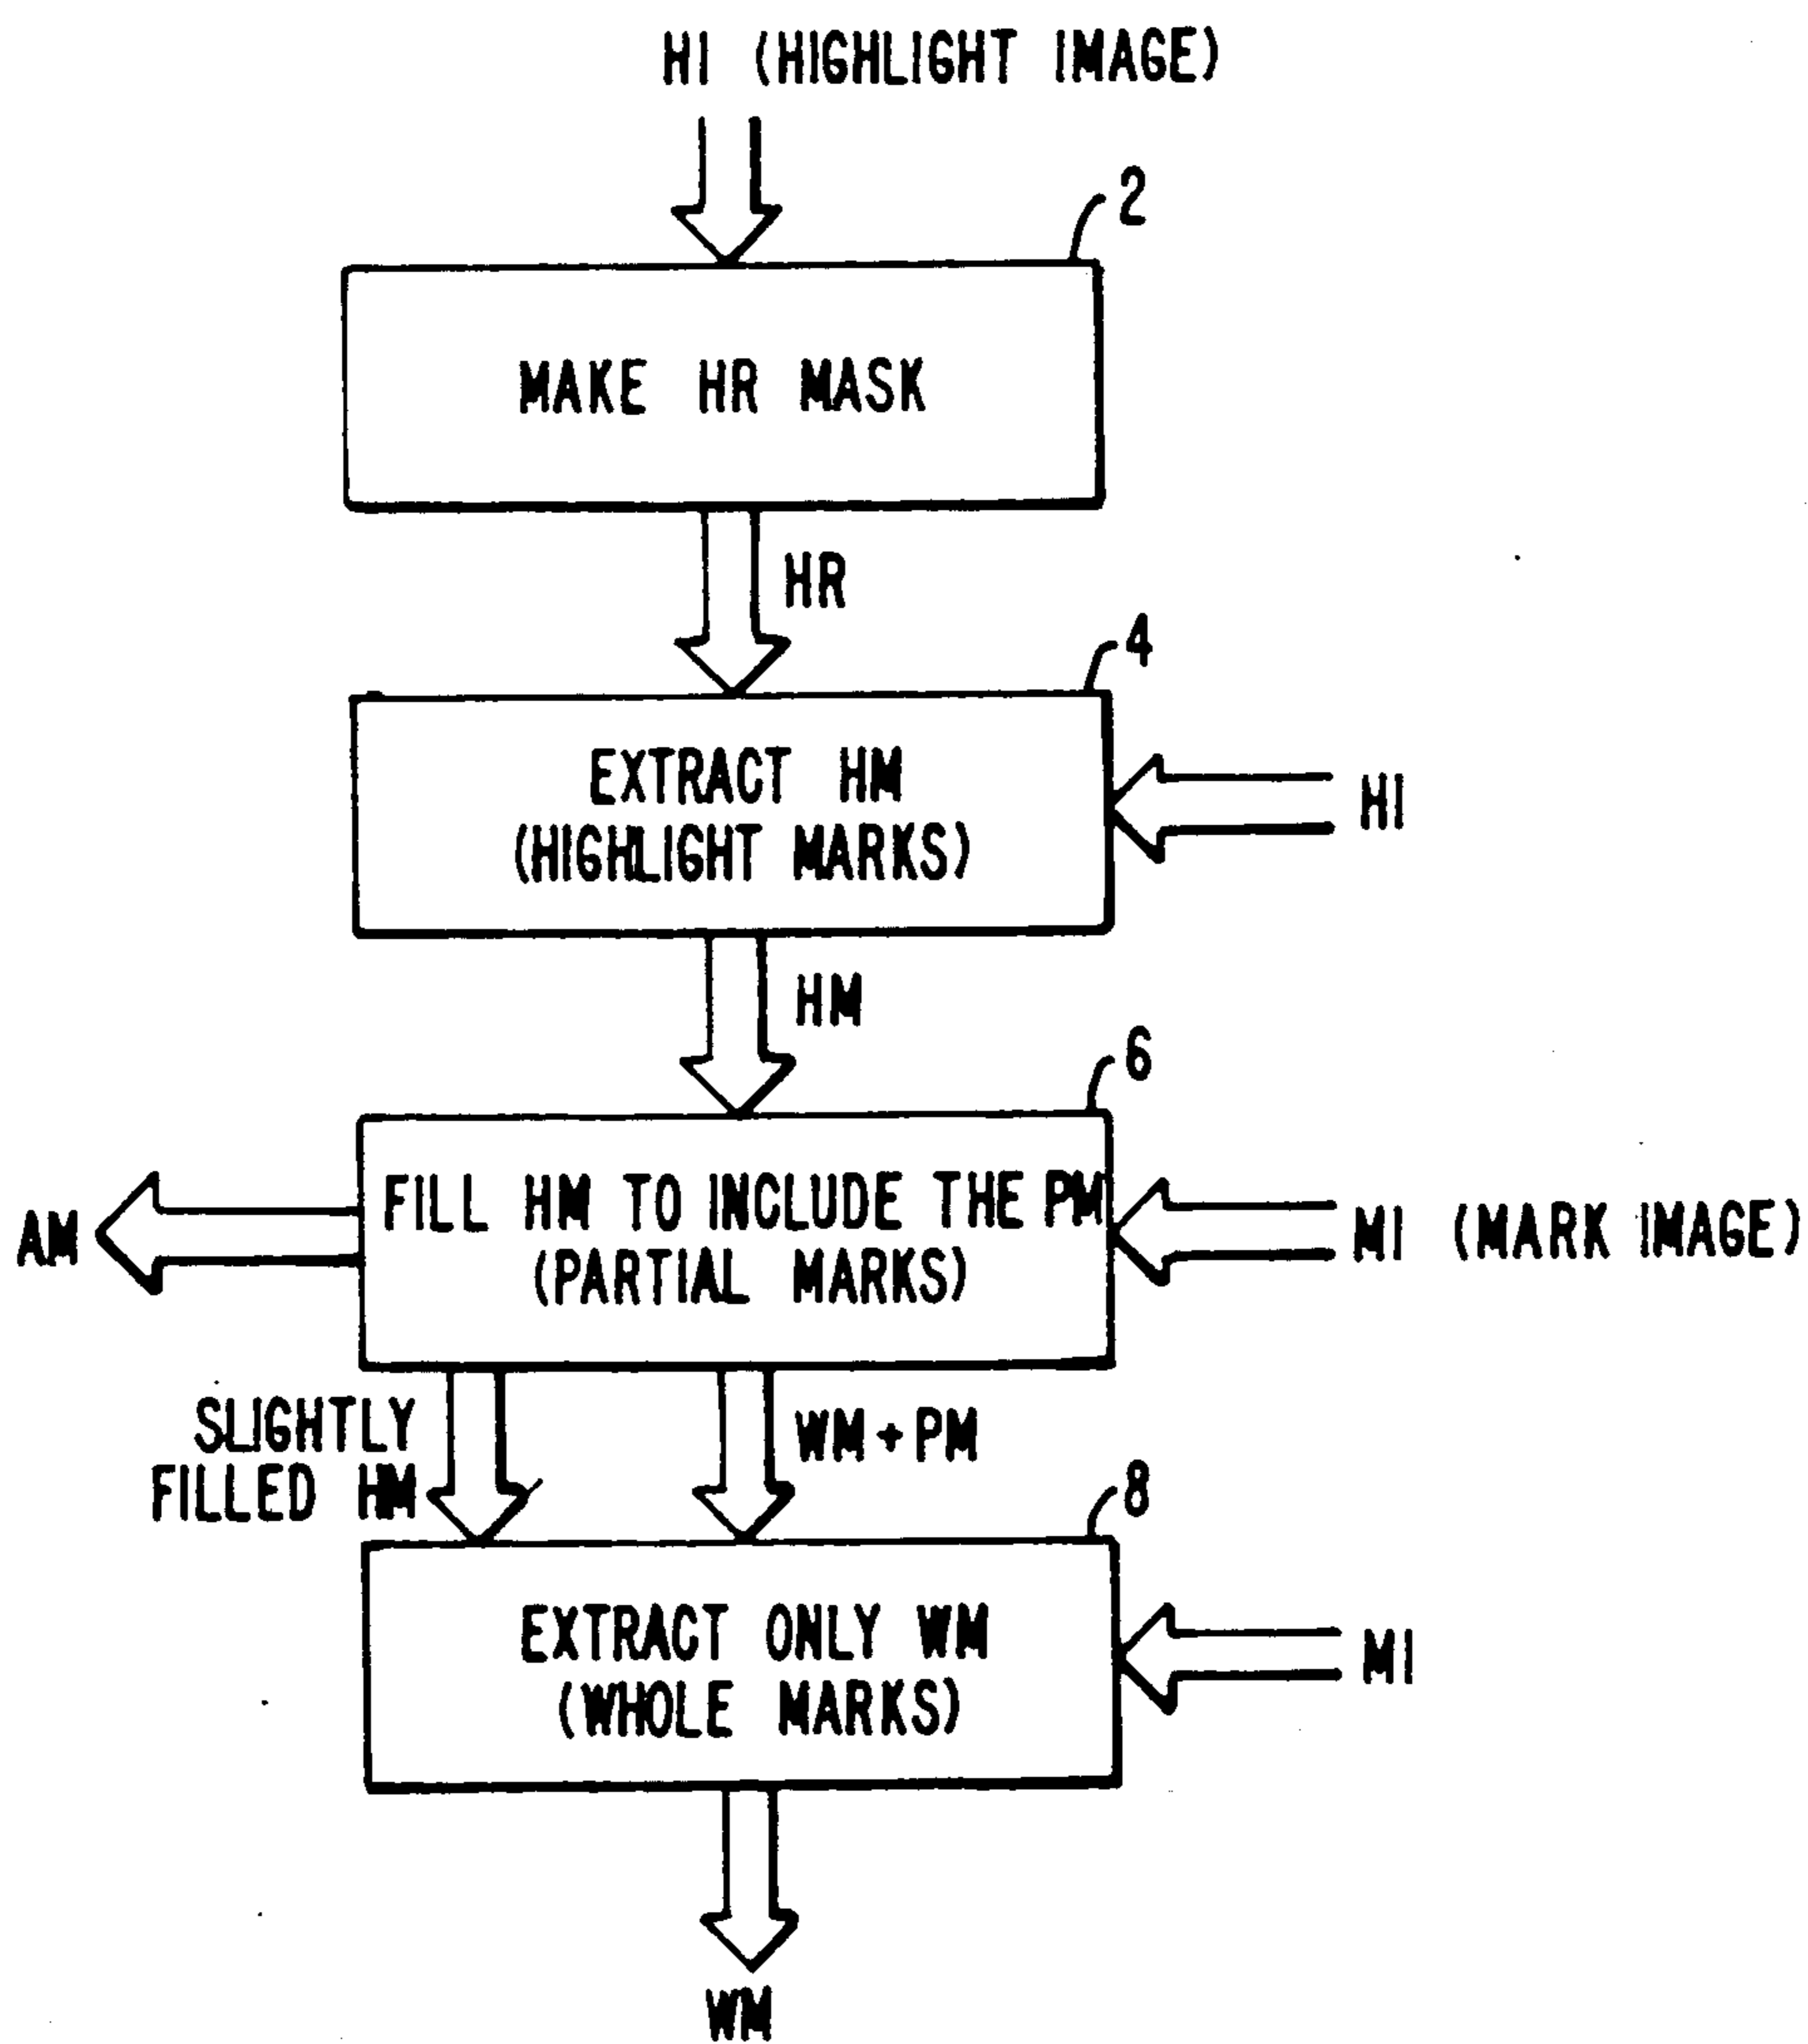 HI (HIGHLIGHT IMAGE)
2
MAKE HR MASK
HR
4
EXTRACT HM
(HIGHLIGHT MARKS)
HI
HM
6
FILL HM TO INCLUDE THE PM
(PARTIAL MARKS)
AM
MI (MARK IMAGE)
SLIGHTLY
FILLED HM
WM+PM
8
EXTRACT ONLY WM
(WHOLE MARKS)
MI
WM